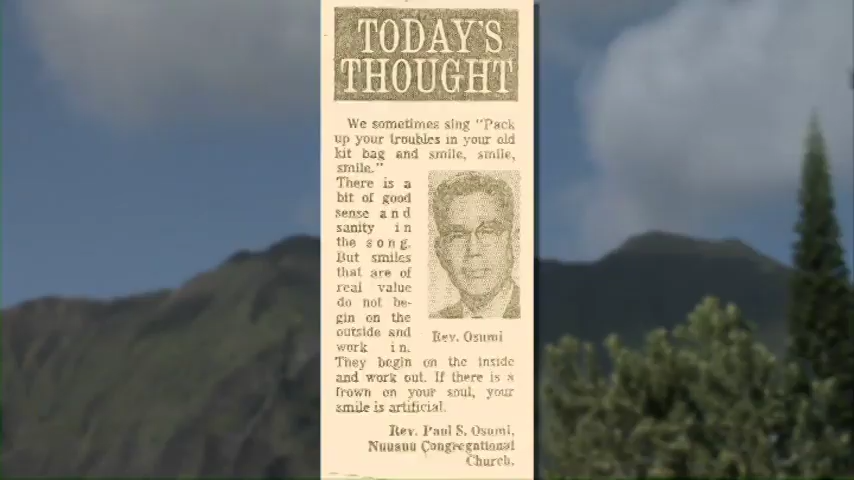 TODAY'S
THOUGHT
We sometimes sing "Pack
up your troubles in your old
kit bag and smile, smile,
smile."
There is a
bit of good
sense and
sanity in
the song.
But smiles
that are of
real value
do not be-
gin on the
outside and
work in.
Rev. Osumi
They begin on the inside
and work out. If there is a
frown on your soul, your
smile is artificial.
Rev. Paul S. Osumi,
Nuuanu Congregational
Church.